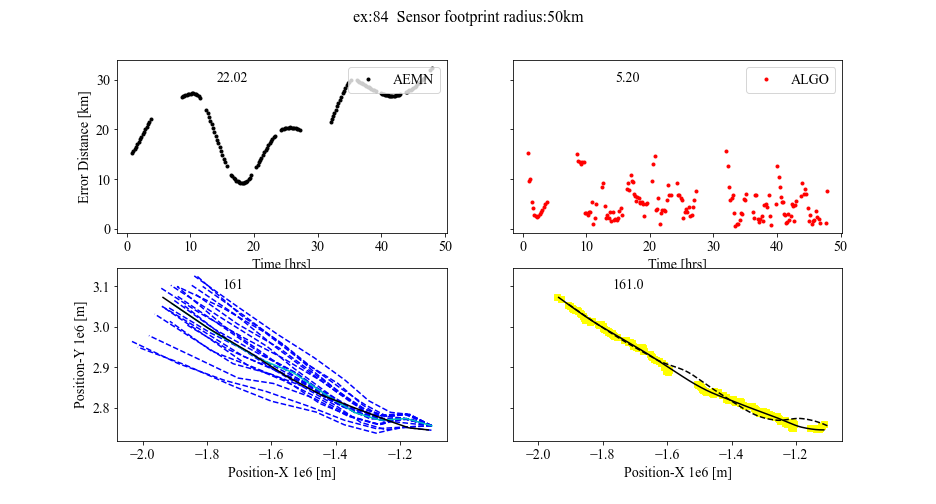 ex:84 Sensor footprint radius:50km
22.02
AEMN
5.20
ALGO
Error Distance [km]
30
20
10
0
0 10 20 30 40 50
0 10 20 30 40 50
Time [hrs]
Time [hrs]
161
161.0
Position-Y 1e6 [m]
3.1
3.0
2.9
2.8
−2.0 −1.8 −1.6 −1.4 −1.2
−2.0 −1.8 −1.6 −1.4 −1.2
Position-X 1e6 [m]
Position-X 1e6 [m]